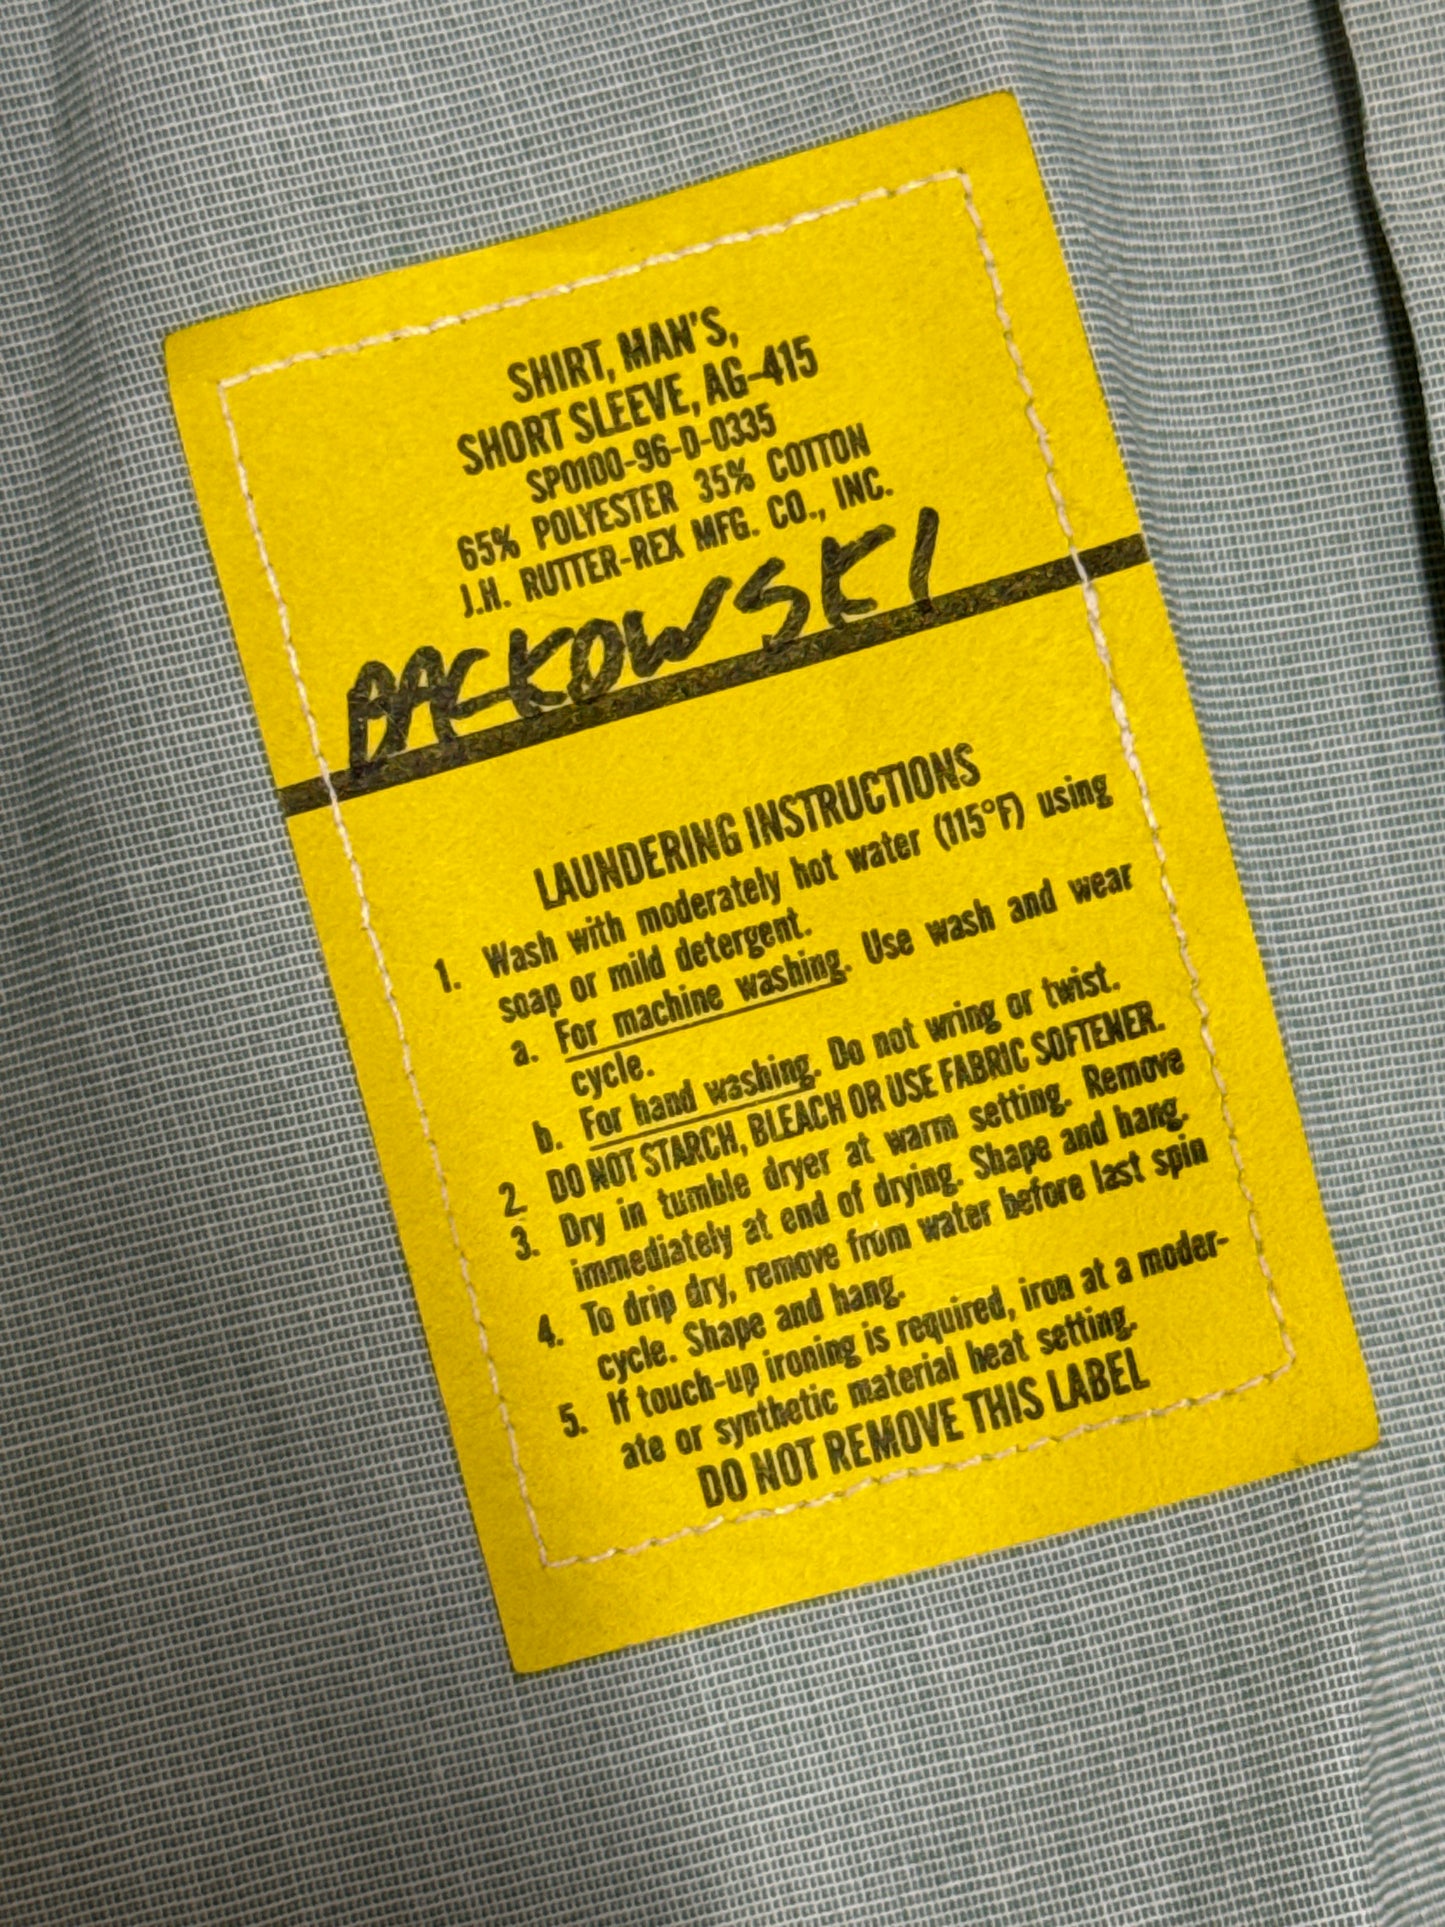 SHIRT, MAN'S,
SHORT SLEEVE, AG-415
SPO100-96-D-0335
65% POLYESTER 35% COTTON
J.H. RUTTER-REX MFG. CO., INC.
BACKOWSKI
LAUNDERING INSTRUCTIONS
1. Wash with moderately hot water (115°F) using
soap or mild detergent.
a. For machine washing. Use wash and wear
cycle.
b. For hand washing. Do not wring or twist.
2. DO NOT STARCH, BLEACH OR USE FABRIC SOFTENER.
3. Dry in tumble dryer at warm setting. Remove
immediately at end of drying. Shape and hang.
4. To drip dry, remove from water before last spin
cycle. Shape and hang.
5. If touch-up ironing is required, iron at a moder-
ate or synthetic material heat setting.
DO NOT REMOVE THIS LABEL